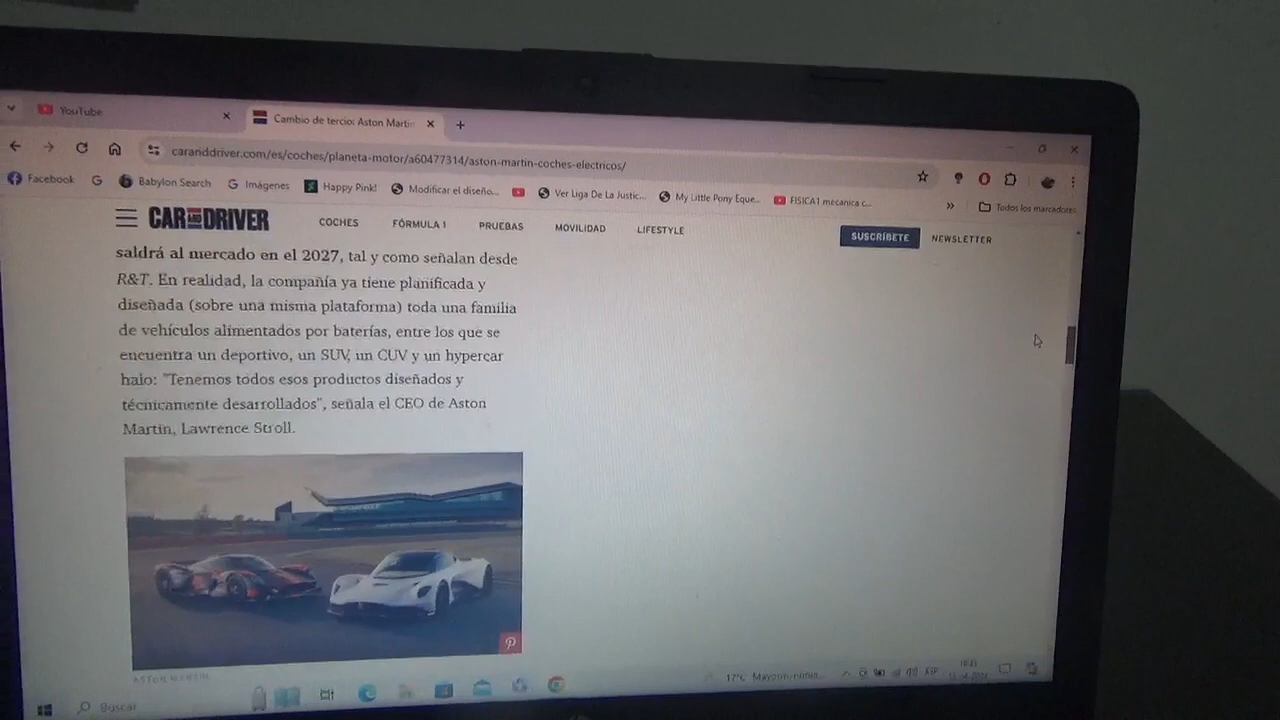 YouTube
Cambio de tercio: Aston Martin
caranddriver.com/es/coches/planeta-motor/a60477314/aston-martin-coches-electricos/
Facebook
Babylon Search
Imágenes
Happy Pink!
Modificar el diseño...
Ver Liga De La Justic...
My Little Pony Eque...
FISICA1 mecanica c...
»
Todos los marcadores
CAR AND DRIVER
COCHES
FÓRMULA 1
PRUEBAS
MOVILIDAD
LIFESTYLE
SUSCRÍBETE
NEWSLETTER
saldrá al mercado en el 2027, tal y como señalan desde
R&T. En realidad, la compañía ya tiene planificada y
diseñada (sobre una misma plataforma) toda una familia
de vehículos alimentados por baterías, entre los que se
encuentra un deportivo, un SUV, un CUV y un hypercar
halo: "Tenemos todos esos productos diseñados y
técnicamente desarrollados", señala el CEO de Aston
Martin, Lawrence Stroll.
ASTON MARTIN
Buscar
17°C
ESP